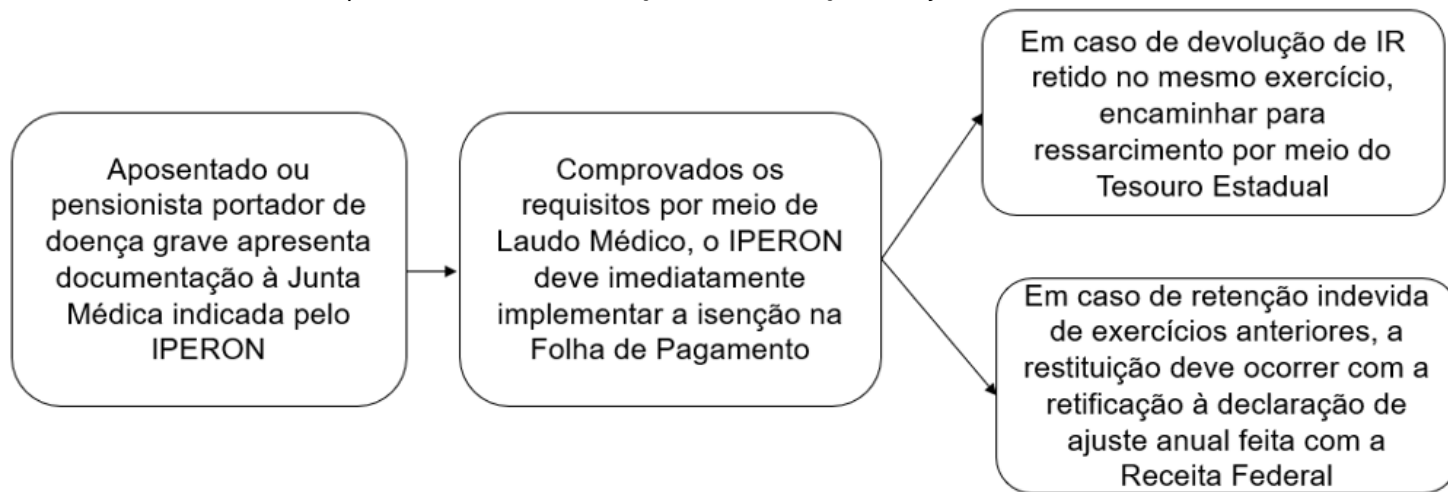 Aposentado ou
pensionista portador de
doença grave apresenta
documentação à Junta
Médica indicada pelo
IPERON
Comprovados os
requisitos por meio de
Laudo Médico, o IPERON
deve imediatamente
implementar a isenção na
Folha de Pagamento
Em caso de devolução de IR
retido no mesmo exercício,
encaminhar para
ressarcimento por meio do
Tesouro Estadual
Em caso de retenção indevida
de exercícios anteriores, a
restituição deve ocorrer com a
retificação à declaração de
ajuste anual feita com a
Receita Federal